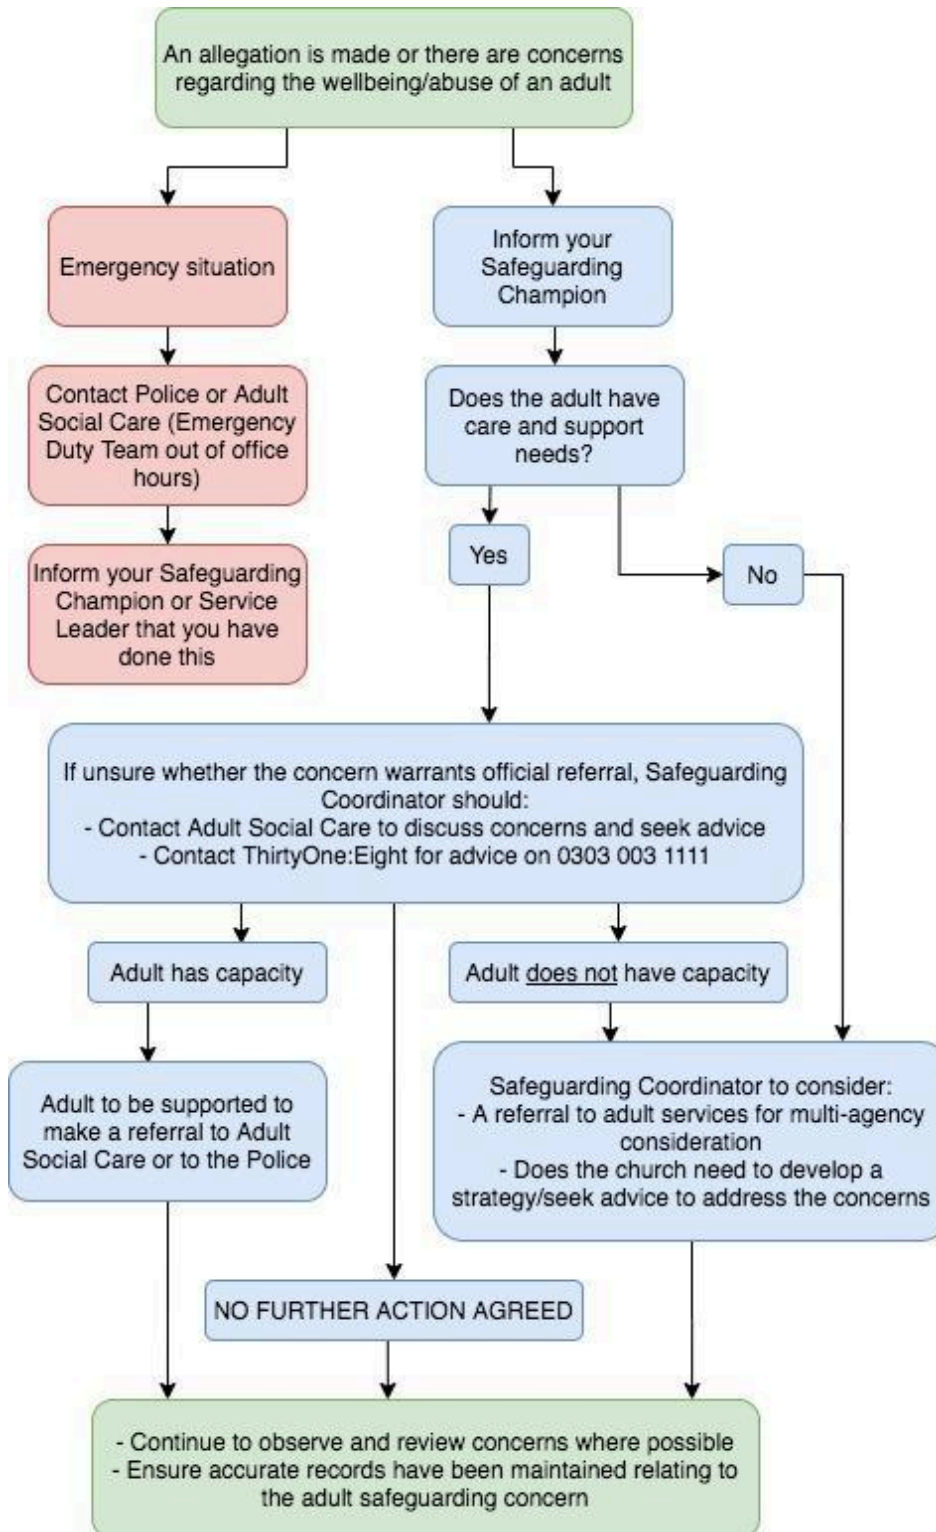 An allegation is made or there are concerns
regarding the wellbeing/abuse of an adult
Emergency situation
Inform your
Safeguarding
Champion
Contact Police or Adult
Social Care (Emergency
Duty Team out of office
hours)
Does the adult have
care and support
needs?
Yes
No
Inform your Safeguarding
Champion or Service
Leader that you have
done this
If unsure whether the concern warrants official referral, Safeguarding
Coordinator should:
- Contact Adult Social Care to discuss concerns and seek advice
- Contact ThirtyOne:Eight for advice on 0303 003 1111
Adult has capacity
Adult does not have capacity
Adult to be supported to
make a referral to Adult
Social Care or to the Police
Safeguarding Coordinator to consider:
- A referral to adult services for multi-agency
consideration
- Does the church need to develop a
strategy/seek advice to address the concerns
NO FURTHER ACTION AGREED
- Continue to observe and review concerns where possible
- Ensure accurate records have been maintained relating to
the adult safeguarding concern